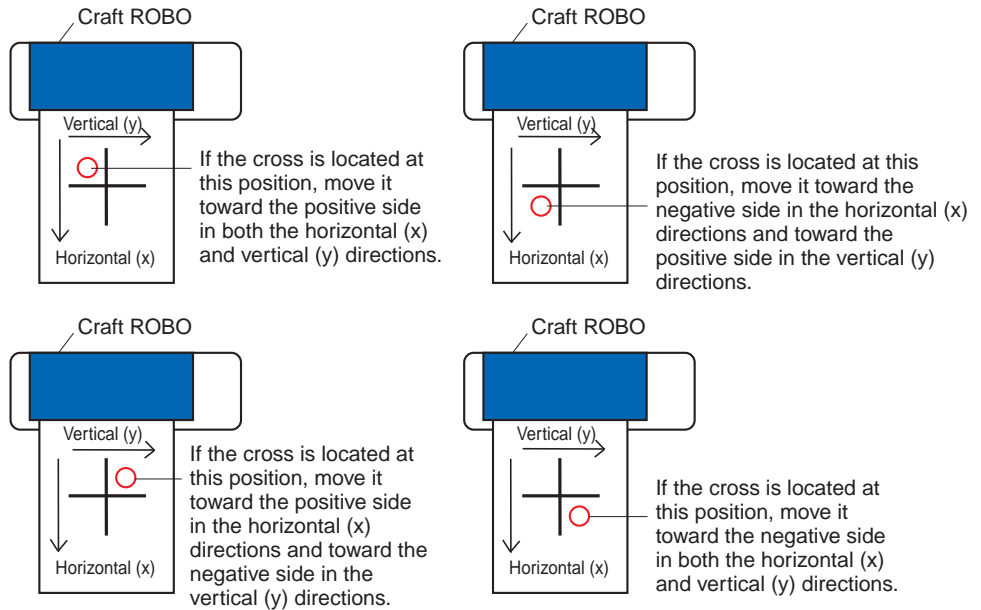 Craft ROBO
Vertical (y)
If the cross is located at
this position, move it
toward the positive side
in both the horizontal (x)
and vertical (y) directions.
Horizontal (x)
Craft ROBO
Vertical (y)
If the cross is located at this
position, move it toward the
negative side in the horizontal (x)
directions and toward the
positive side in the vertical (y)
directions.
Horizontal (x)
Craft ROBO
Vertical (y)
If the cross is located at
this position, move it
toward the positive side
in the horizontal (x)
directions and toward the
negative side in the
vertical (y) directions.
Horizontal (x)
Craft ROBO
Vertical (y)
If the cross is located at
this position, move it
toward the negative side
in both the horizontal (x)
and vertical (y) directions.
Horizontal (x)